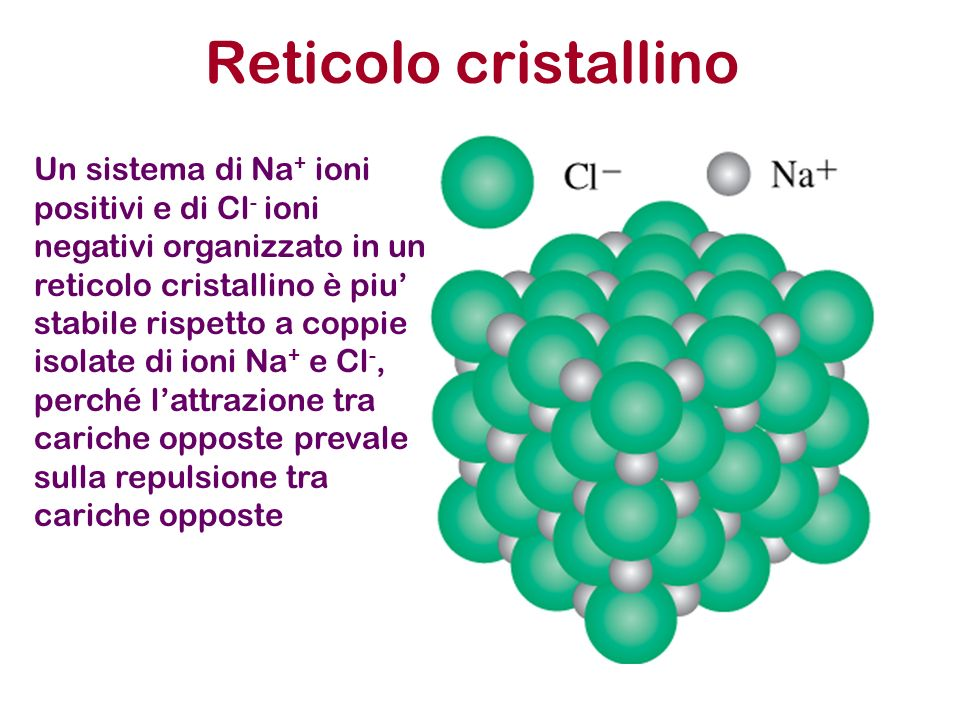 Reticolo cristallino
Un sistema di Na⁺ ioni
positivi e di Cl⁻ ioni
negativi organizzato in un
reticolo cristallino è piu’
stabile rispetto a coppie
isolate di ioni Na⁺ e Cl⁻,
perché l’attrazione tra
cariche opposte prevale
sulla repulsione tra
cariche opposte
Cl⁻
Na⁺